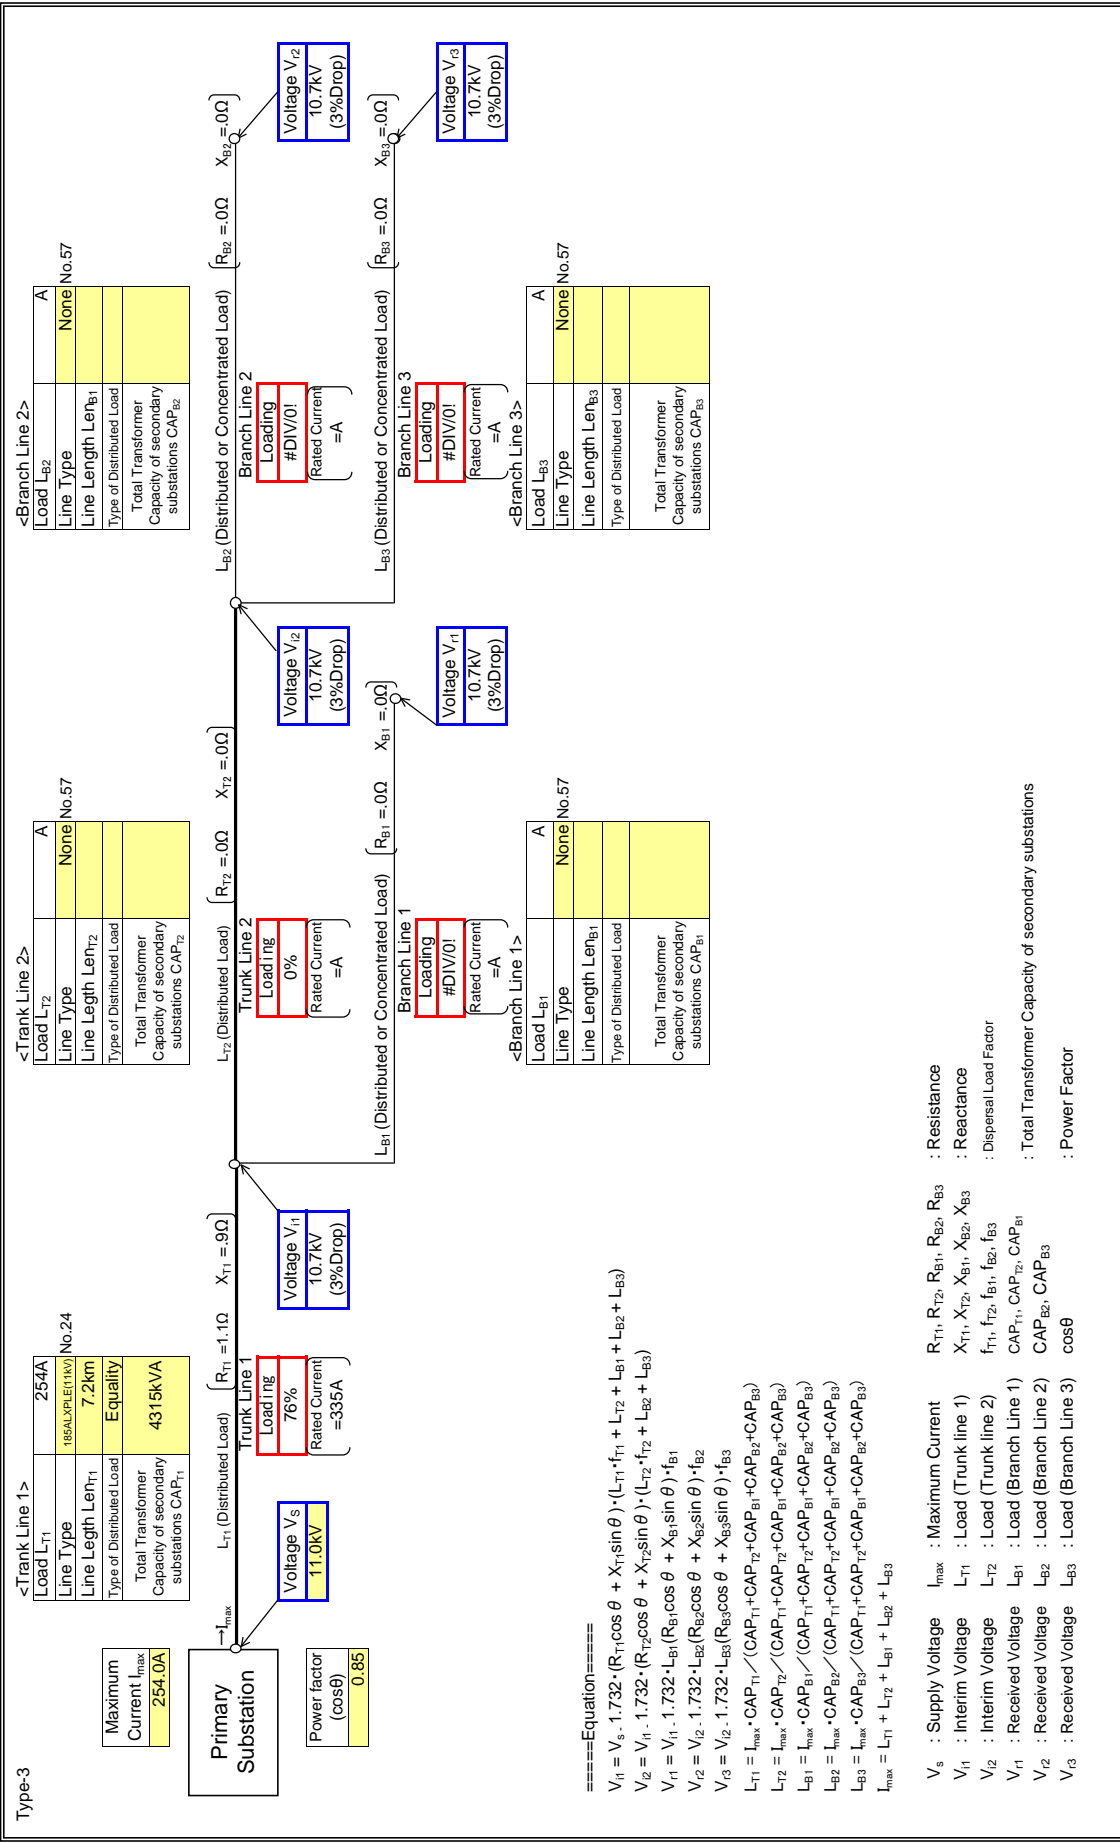 Type-3
Maximum
Current Imax
254.0A
Primary
Substation
Power factor
(cosθ)
0.85
→Imax
Voltage Vs
11.0kV
<Trank Line 1>
Load LT1 254A
Line Type 185ALXPLE(11kV) No.24
Line Legth LenT1 7.2km
Type of Distributed Load Equality
Total Transformer
Capacity of secondary
substations CAPT1
4315kVA
LT1 (Distributed Load)
RT1 =1.1Ω XT1 =.9Ω
Trunk Line 1
Loading
76%
Rated Current
=335A
Voltage Vi1
10.7kV
(3%Drop)
<Trank Line 2>
Load LT2 A
Line Type None No.57
Line Legth LenT2
Type of Distributed Load
Total Transformer
Capacity of secondary
substations CAPT2
LT2 (Distributed Load)
RT2 =.0Ω XT2 =.0Ω
Trunk Line 2
Loading
0%
Rated Current
=A
Voltage Vi2
10.7kV
(3%Drop)
LB1 (Distributed or Concentrated Load)
RB1 =.0Ω XB1 =.0Ω
Branch Line 1
Loading
#DIV/0!
Rated Current
=A
Voltage Vr1
10.7kV
(3%Drop)
<Branch Line 1>
Load LB1 A
Line Type None No.57
Line Length LenB1
Type of Distributed Load
Total Transformer
Capacity of secondary
substations CAPB1
<Branch Line 2>
Load LB2 A
Line Type None No.57
Line Length LenB1
Type of Distributed Load
Total Transformer
Capacity of secondary
substations CAPB2
LB2 (Distributed or Concentrated Load)
RB2 =.0Ω XB2 =.0Ω
Branch Line 2
Loading
#DIV/0!
Rated Current
=A
Voltage Vr2
10.7kV
(3%Drop)
LB3 (Distributed or Concentrated Load)
RB3 =.0Ω XB3 =.0Ω
Branch Line 3
Loading
#DIV/0!
Rated Current
=A
Voltage Vr3
10.7kV
(3%Drop)
<Branch Line 3>
Load LB3 A
Line Type None No.57
Line Length LenB3
Type of Distributed Load
Total Transformer
Capacity of secondary
substations CAPB3
=====Equation=====
Vi1 = Vs - 1.732・(RT1cos θ + XT1sin θ)・(LT1・fT1 + LT2 + LB1 + LB2 + LB3)
Vi2 = Vi1 - 1.732・(RT2cos θ + XT2sin θ)・(LT2・fT2 + LB2 + LB3)
Vr1 = Vi1 - 1.732・LB1(RB1cos θ + XB1sin θ)・fB1
Vr2 = Vi2 - 1.732・LB2(RB2cos θ + XB2sin θ)・fB2
Vr3 = Vi2 - 1.732・LB3(RB3cos θ + XB3sin θ)・fB3
LT1 = Imax・CAPT1／(CAPT1+CAPT2+CAPB1+CAPB2+CAPB3)
LT2 = Imax・CAPT2／(CAPT1+CAPT2+CAPB1+CAPB2+CAPB3)
LB1 = Imax・CAPB1／(CAPT1+CAPT2+CAPB1+CAPB2+CAPB3)
LB2 = Imax・CAPB2／(CAPT1+CAPT2+CAPB1+CAPB2+CAPB3)
LB3 = Imax・CAPB3／(CAPT1+CAPT2+CAPB1+CAPB2+CAPB3)
Imax = LT1 + LT2 + LB1 + LB2 + LB3
Vs : Supply Voltage Imax : Maximum Current RT1, RT2, RB1, RB2, RB3 : Resistance
Vi1 : Interim Voltage LT1 : Load (Trunk line 1) XT1, XT2, XB1, XB2, XB3 : Reactance
Vi2 : Interim Voltage LT2 : Load (Trunk line 2) fT1, fT2, fB1, fB2, fB3 : Dispersal Load Factor
Vr1 : Received Voltage LB1 : Load (Branch Line 1) CAPT1, CAPT2, CAPB1
Vr2 : Received Voltage LB2 : Load (Branch Line 2) CAPB2, CAPB3 : Total Transformer Capacity of secondary substations
Vr3 : Received Voltage LB3 : Load (Branch Line 3) cosθ : Power Factor